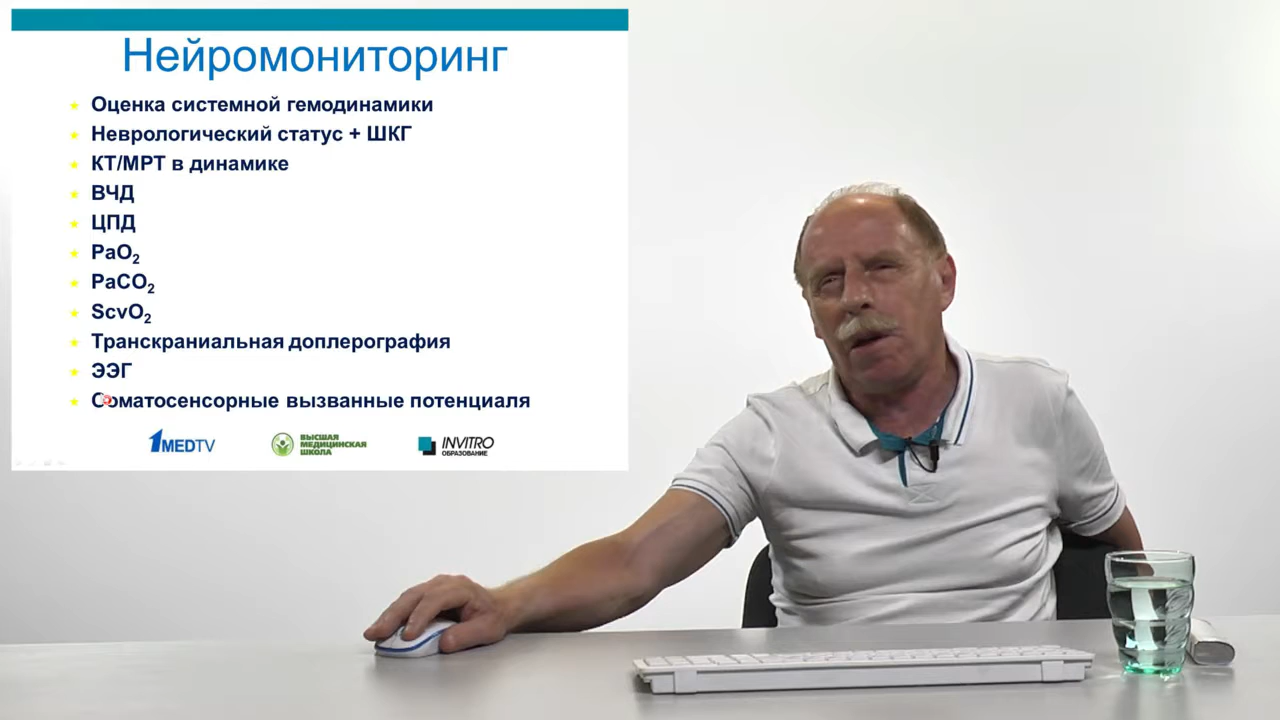 Нейромониторинг
Оценка системной гемодинамики
Неврологический статус + ШКГ
КТ/МРТ в динамике
ВЧД
ЦПД
PaO₂
PaCO₂
ScvO₂
Транскраниальная доплерография
ЭЭГ
Соматосенсорные вызванные потенциаля
1MEDTV
ВЫСШАЯ
МЕДИЦИНСКАЯ
ШКОЛА
INVITRO
ОБРАЗОВАНИЕ